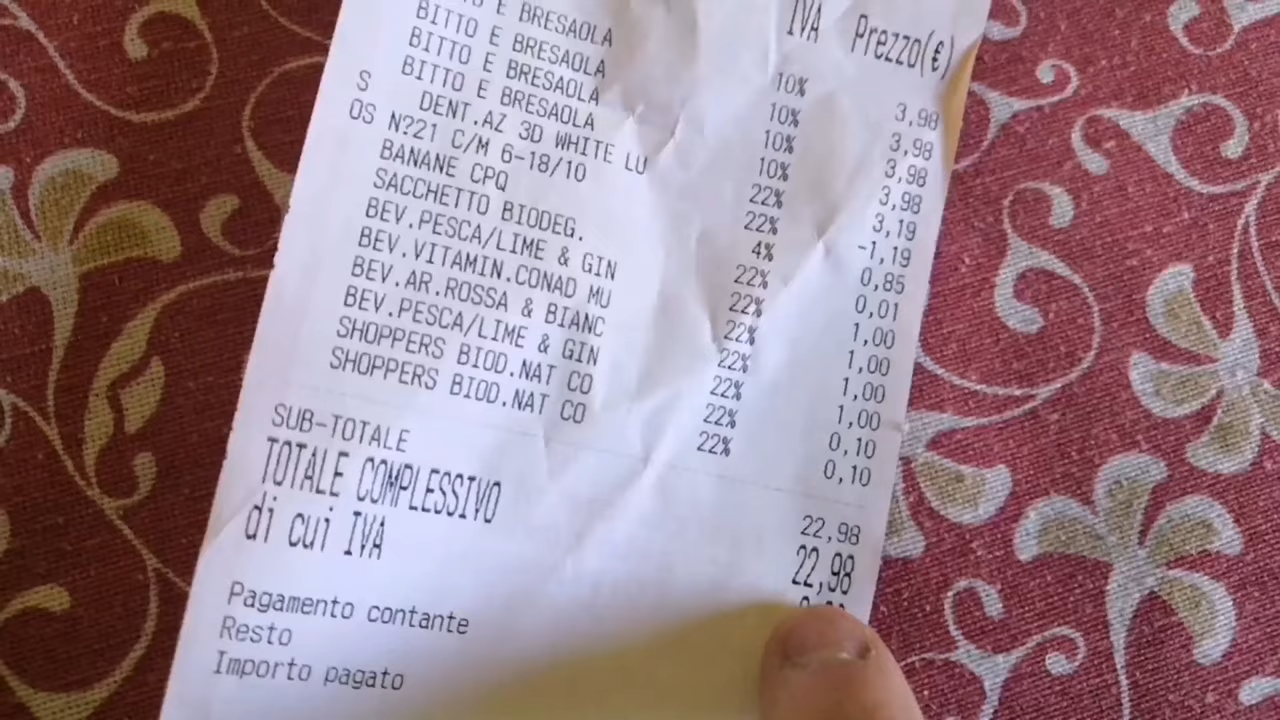 IVA Prezzo(€)
E BRESAOLA 10% 3,98
BITTO E BRESAOLA 10% 3,98
BITTO E BRESAOLA 10% 3,98
BITTO E BRESAOLA 10% 3,98
S DENT.AZ 3D WHITE LU 22% 3,19
OS N?21 C/M 6-18/10 22% -1,19
BANANE CPQ 4% 0,85
SACCHETTO BIODEG. 22% 0,01
BEV.PESCA/LIME & GIN 22% 1,00
BEV.VITAMIN.CONAD MU 22% 1,00
BEV.AR.ROSSA & BIANC 22% 1,00
BEV.PESCA/LIME & GIN 22% 1,00
SHOPPERS BIOD.NAT CO 22% 0,10
SHOPPERS BIOD.NAT CO 22% 0,10
SUB-TOTALE 22,98
TOTALE COMPLESSIVO 22,98
di cui IVA
Pagamento contante
Resto
Importo pagato